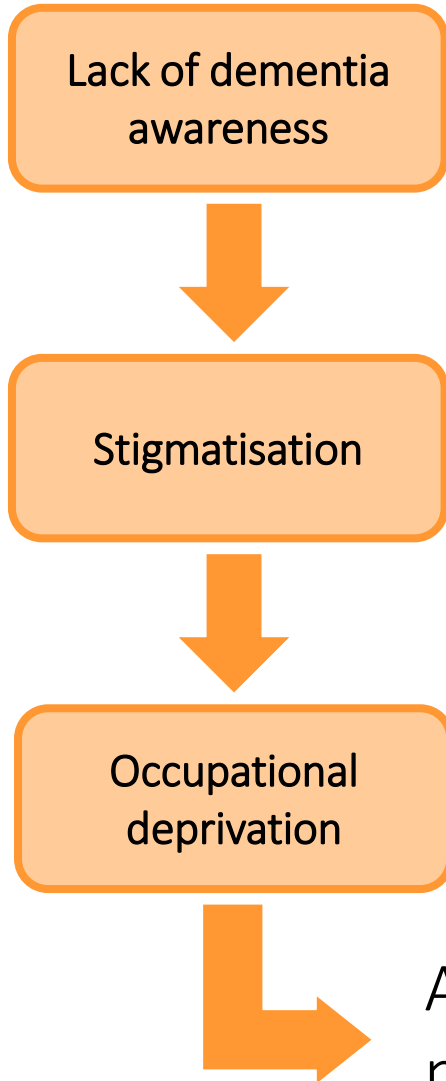 Lack of dementia
awareness
Stigmatisation
Occupational
deprivation
A